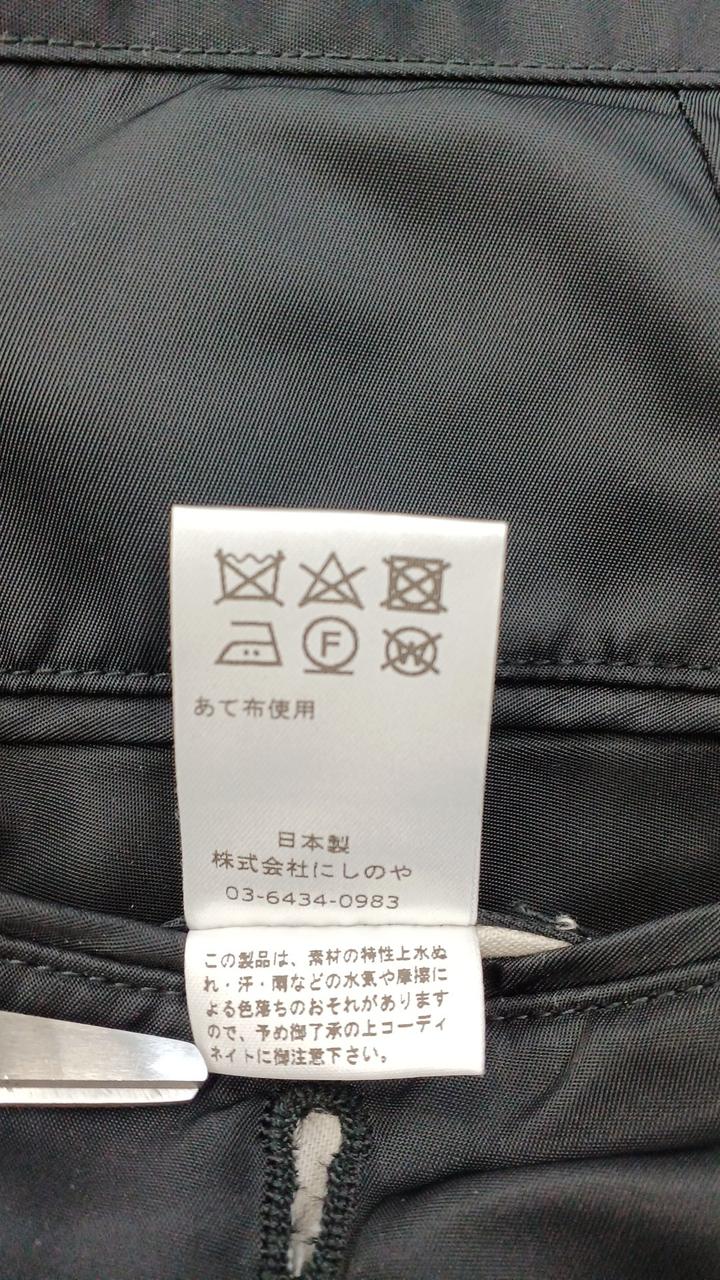 F
W
あて布使用
日本製
株式会社にしのや
03-6434-0983
この製品は、素材の特性上水ぬ
れ・汗・雨などの水気や摩擦に
よる色落ちのおそれがあります
ので、予め御了承の上コーディ
ネイトに御注意下さい。